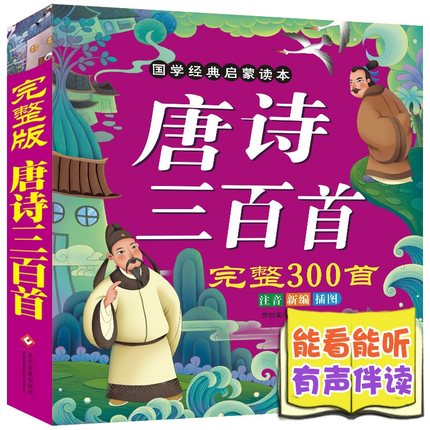 完整版
唐诗三百首
国学经典启蒙读本
唐诗
三百首
完整300首
注音 新编 插图
能看能听
有声伴读